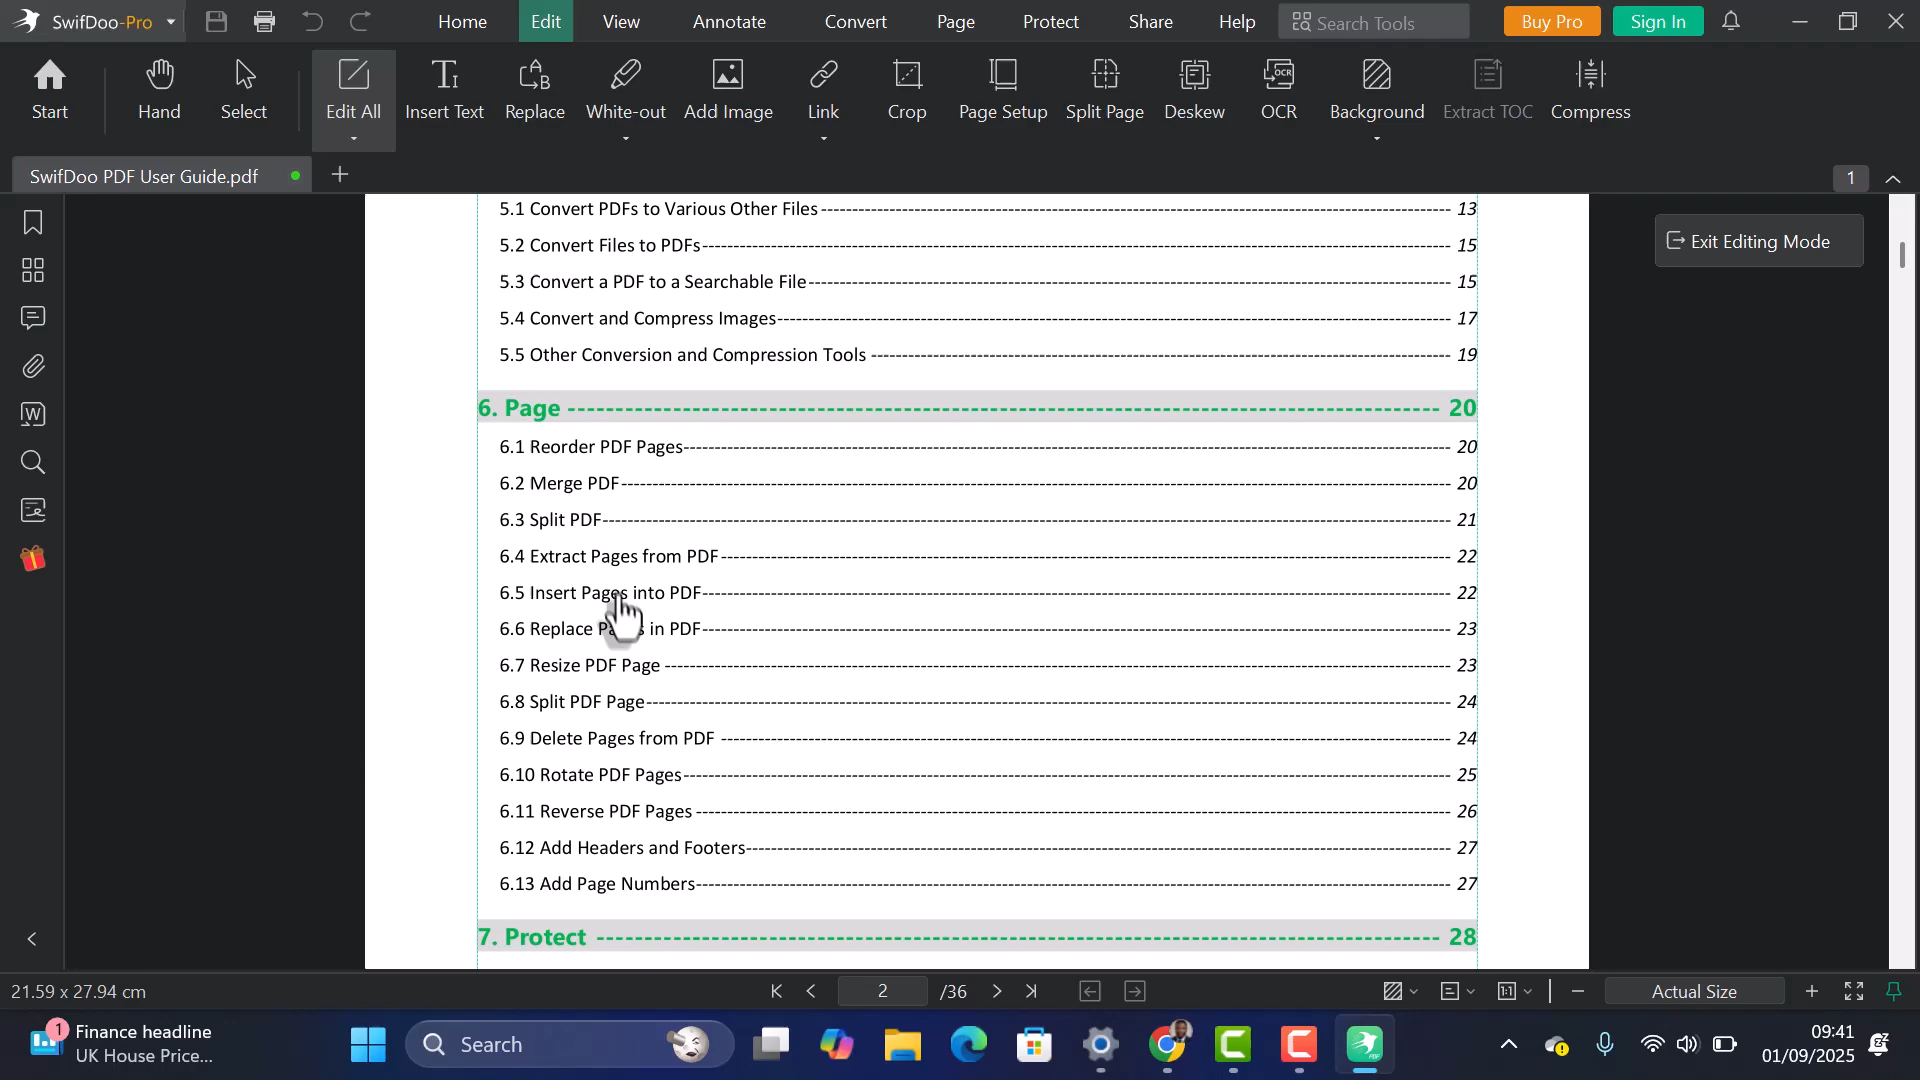 SwifDoo-Pro
Home
Edit
View
Annotate
Convert
Page
Protect
Share
Help
Search Tools
Buy Pro
Sign In
Start
Hand
Select
Edit All
Insert Text
Replace
White-out
Add Image
Link
Crop
Page Setup
Split Page
Deskew
OCR
Background
Extract TOC
Compress
SwifDoo PDF User Guide.pdf
1
Exit Editing Mode
5.1 Convert PDFs to Various Other Files 13
5.2 Convert Files to PDFs 15
5.3 Convert a PDF to a Searchable File 15
5.4 Convert and Compress Images 17
5.5 Other Conversion and Compression Tools 19
6. Page 20
6.1 Reorder PDF Pages 20
6.2 Merge PDF 20
6.3 Split PDF 21
6.4 Extract Pages from PDF 22
6.5 Insert Pages into PDF 22
6.6 Replace Pages in PDF 23
6.7 Resize PDF Page 23
6.8 Split PDF Page 24
6.9 Delete Pages from PDF 24
6.10 Rotate PDF Pages 25
6.11 Reverse PDF Pages 26
6.12 Add Headers and Footers 27
6.13 Add Page Numbers 27
7. Protect 28
21.59 x 27.94 cm
2
/36
1:1
Actual Size
1
Finance headline
UK House Price...
Search
09:41
01/09/2025